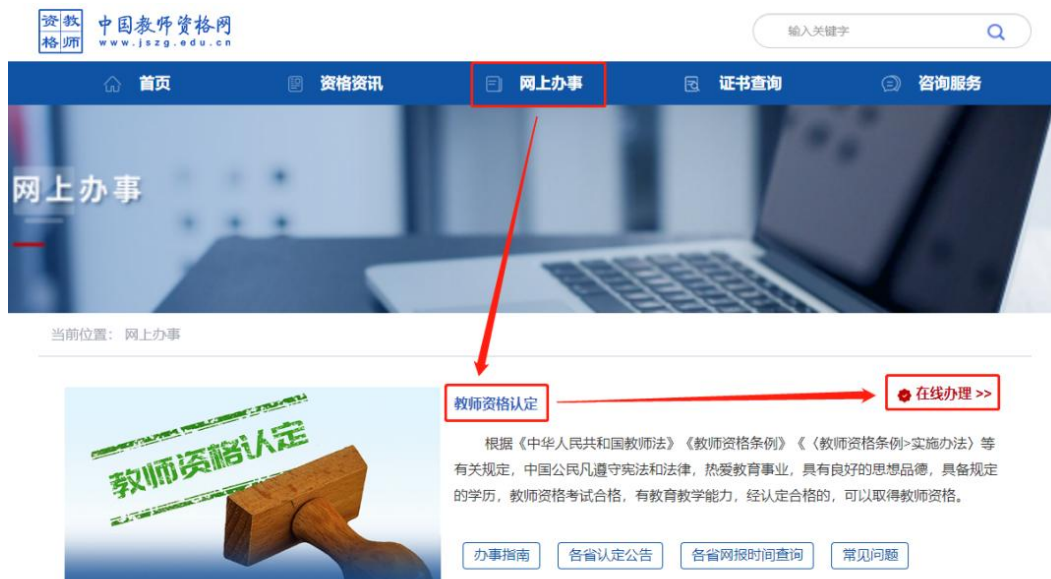 资教
格师
中国教师资格网
www.jszg.edu.cn
输入关键字
首页
资格资讯
网上办事
证书查询
咨询服务
网上办事
当前位置： 网上办事
教师资格认定
教师资格认定
在线办理 >>
根据《中华人民共和国教师法》《教师资格条例》《〈教师资格条例>实施办法〉等
有关规定，中国公民凡遵守宪法和法律，热爱教育事业，具有良好的思想品德，具备规定
的学历，教师资格考试合格，有教育教学能力，经认定合格的，可以取得教师资格。
办事指南
各省认定公告
各省网报时间查询
常见问题